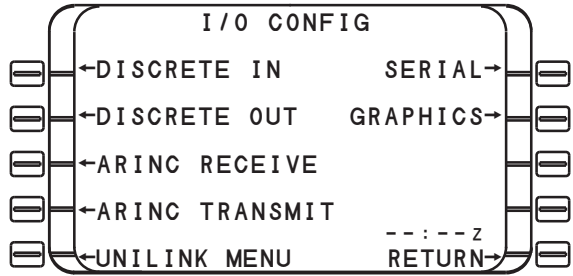 I/O CONFIG
←DISCRETE IN SERIAL→
←DISCRETE OUT GRAPHICS→
←ARINC RECEIVE
←ARINC TRANSMIT
--:--z
←UNILINK MENU RETURN→